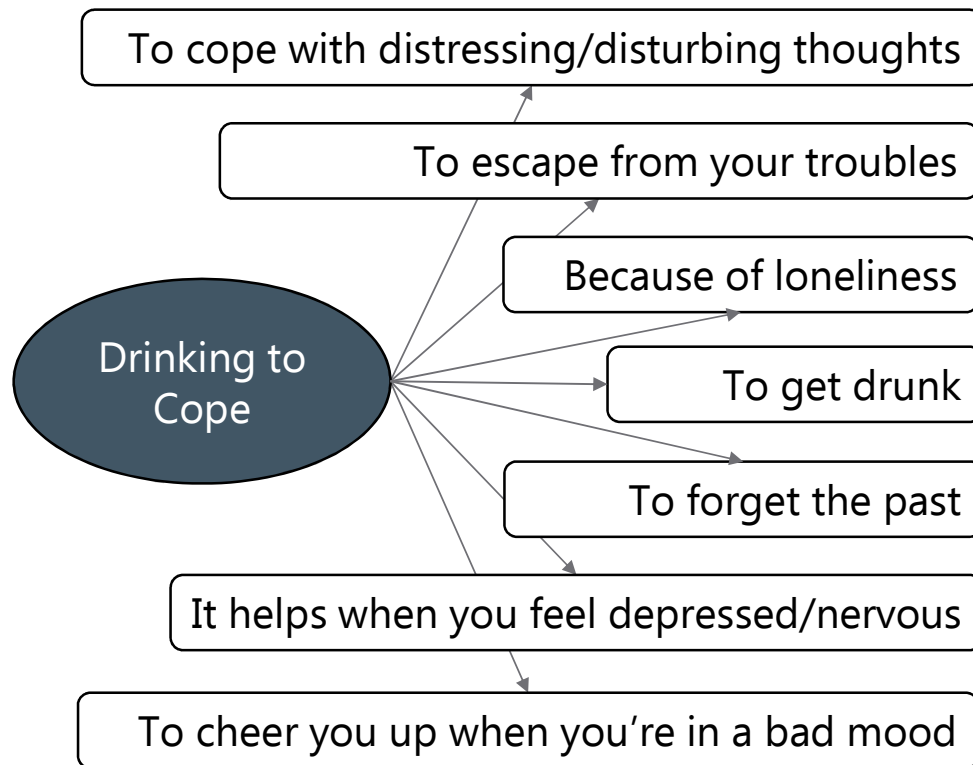 To cope with distressing/disturbing thoughts
To escape from your troubles
Because of loneliness
Drinking to
Cope
To get drunk
To forget the past
It helps when you feel depressed/nervous
To cheer you up when you’re in a bad mood